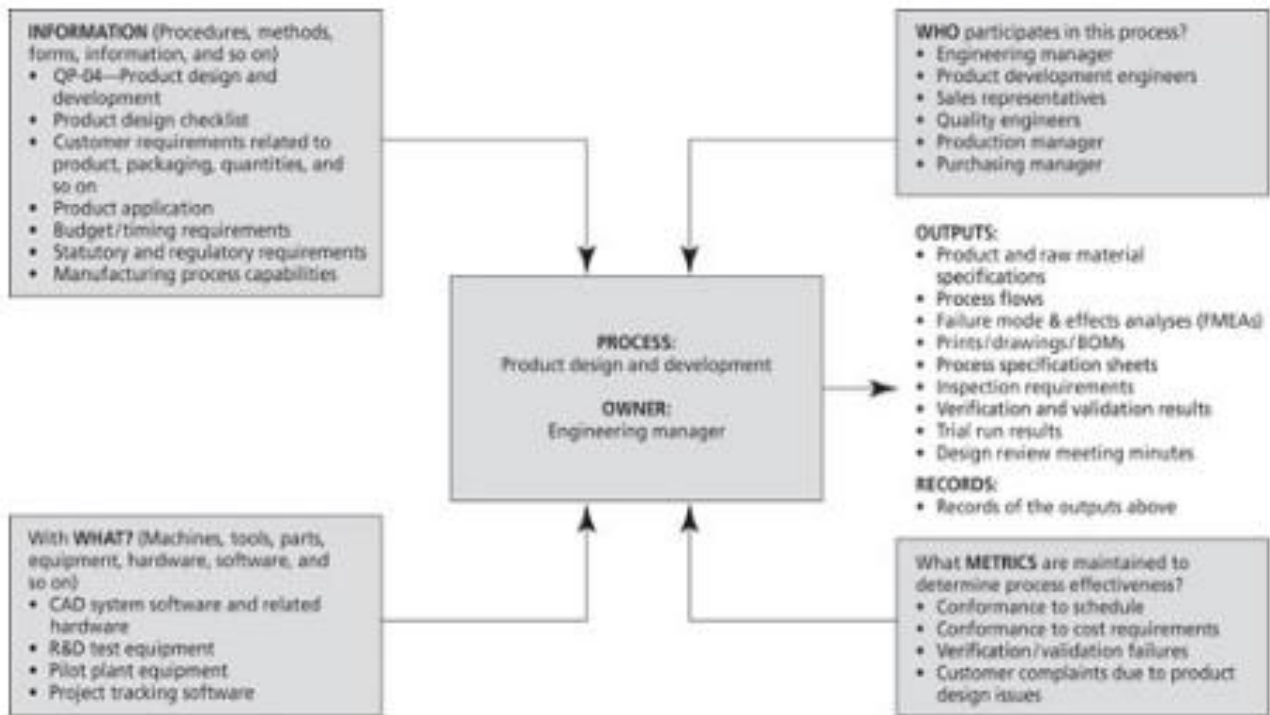 INFORMATION (Procedures, methods,
forms, information, and so on)
• QP-04—Product design and
development
• Product design checklist
• Customer requirements related to
product, packaging, quantities, and
so on
• Product application
• Budget/timing requirements
• Statutory and regulatory requirements
• Manufacturing process capabilities
WHO participates in this process?
• Engineering manager
• Product development engineers
• Sales representatives
• Quality engineers
• Production manager
• Purchasing manager
PROCESS:
Product design and development
OWNER:
Engineering manager
OUTPUTS:
• Product and raw material
specifications
• Process flows
• Failure mode & effects analyses (FMEAs)
• Prints/drawings/BOMs
• Process specification sheets
• Inspection requirements
• Verification and validation results
• Trial run results
• Design review meeting minutes
RECORDS:
• Records of the outputs above
With WHAT? (Machines, tools, parts,
equipment, hardware, software, and
so on)
• CAD system software and related
hardware
• R&D test equipment
• Pilot plant equipment
• Project tracking software
What METRICS are maintained to
determine process effectiveness?
• Conformance to schedule
• Conformance to cost requirements
• Verification/validation failures
• Customer complaints due to product
design issues